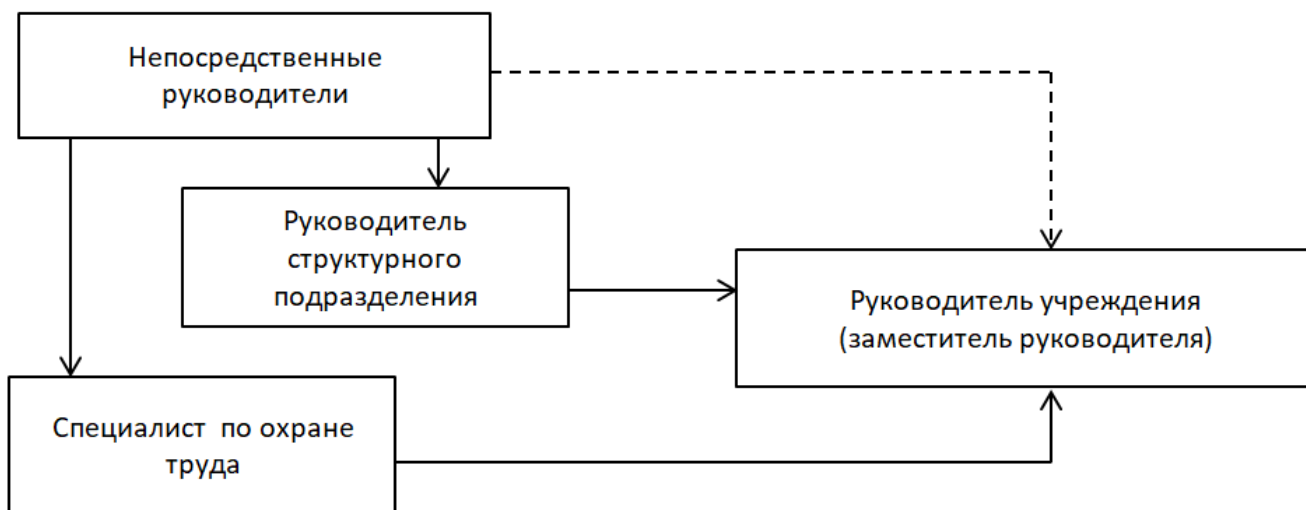 Непосредственные
руководители
Руководитель
структурного
подразделения
Руководитель учреждения
(заместитель руководителя)
Специалист по охране
труда